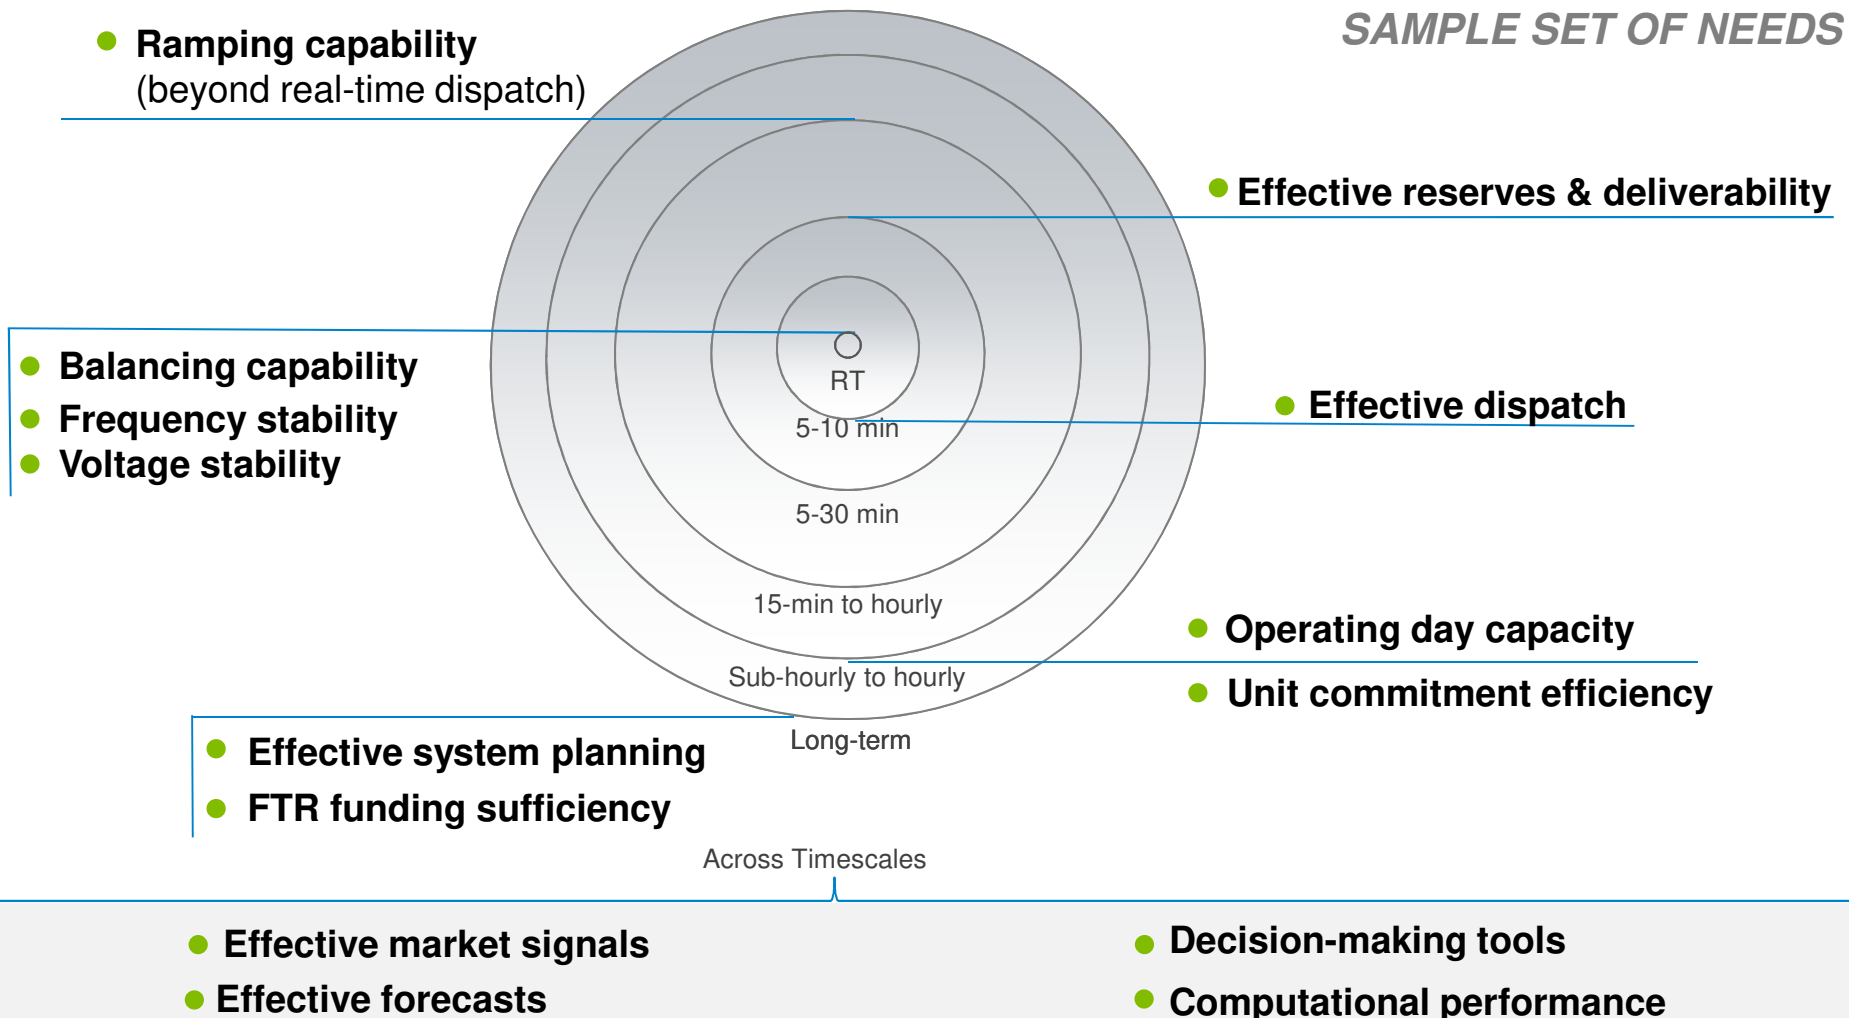 SAMPLE SET OF NEEDS
Ramping capability
(beyond real-time dispatch)
Effective reserves & deliverability
Balancing capability
Frequency stability
Voltage stability
RT
Effective dispatch
5-10 min
5-30 min
15-min to hourly
Operating day capacity
Sub-hourly to hourly
Unit commitment efficiency
Long-term
Effective system planning
FTR funding sufficiency
Across Timescales
Effective market signals
Effective forecasts
Decision-making tools
Computational performance